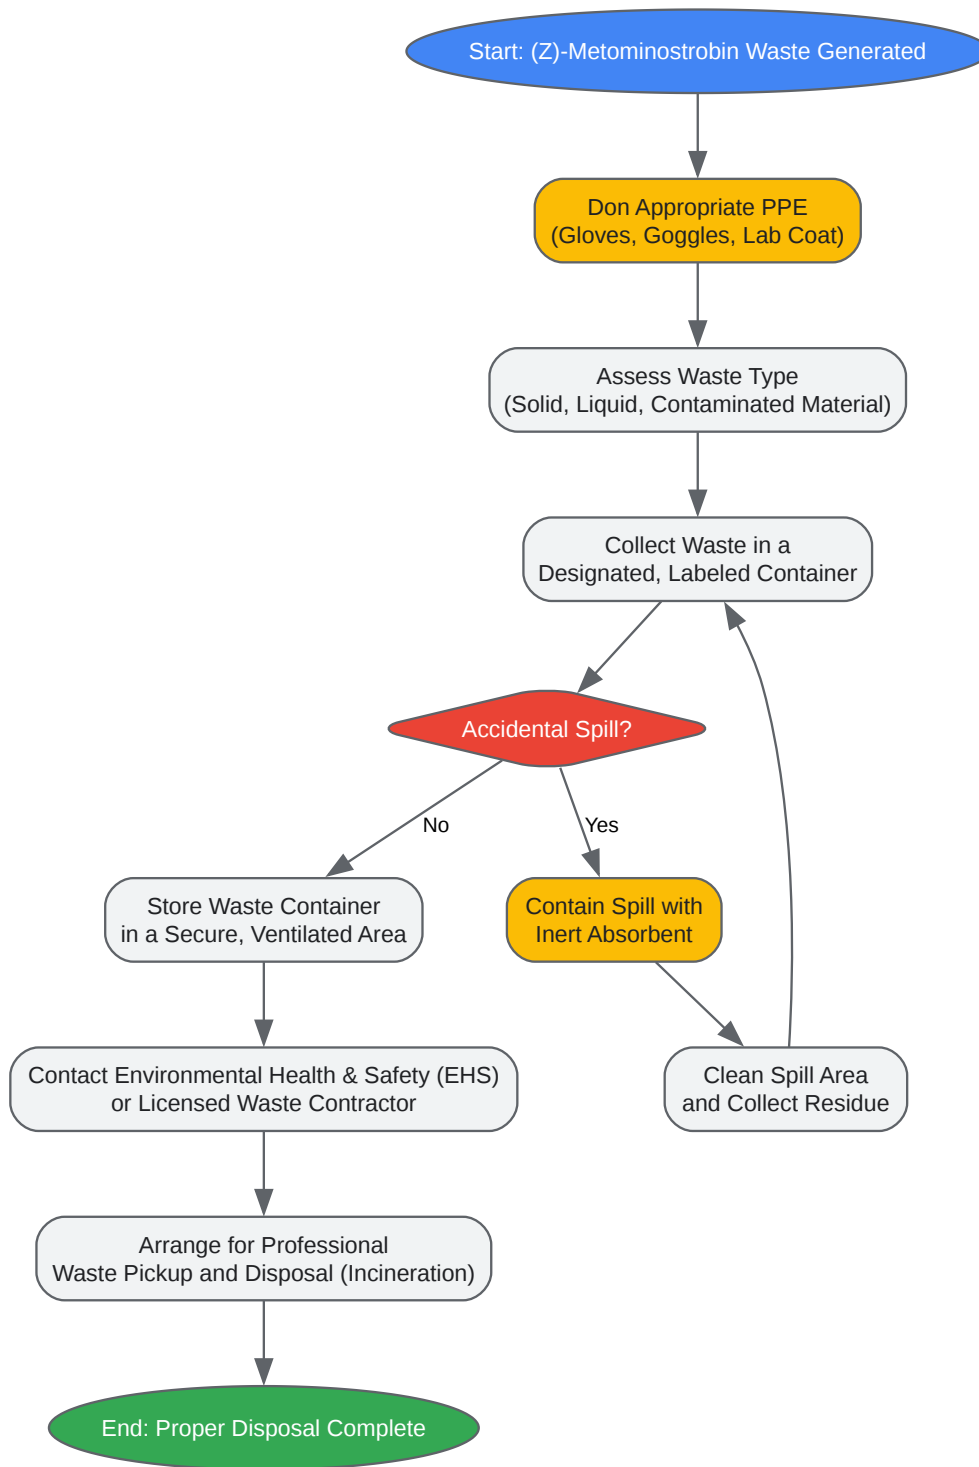 Start: (Z)-Metominostrobin Waste Generated
Don Appropriate PPE
(Gloves, Goggles, Lab Coat)
Assess Waste Type
(Solid, Liquid, Contaminated Material)
Collect Waste in a
Designated, Labeled Container
Accidental Spill?
No
Yes
Store Waste Container
in a Secure, Ventilated Area
Contain Spill with
Inert Absorbent
Contact Environmental Health & Safety (EHS)
or Licensed Waste Contractor
Clean Spill Area
and Collect Residue
Arrange for Professional
Waste Pickup and Disposal (Incineration)
End: Proper Disposal Complete